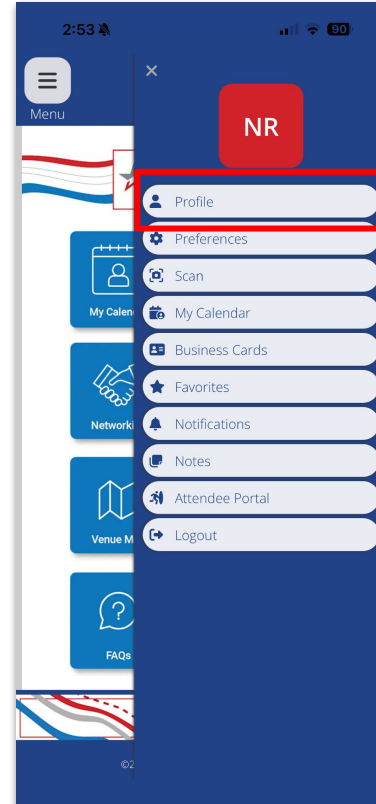 2:53
90
Menu
NR
Profile
Preferences
Scan
My Calendar
Business Cards
Favorites
Notifications
Notes
Attendee Portal
Logout
My Calen
Networki
Venue M
FAQs
©2